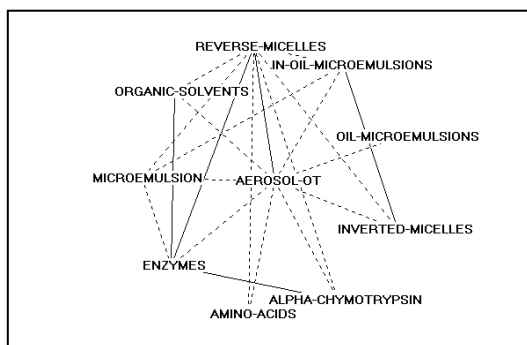 REVERSE-MICELLES
IN-OIL-MICROEMULSIONS
ORGANIC-SOLVENTS
OIL-MICROEMULSIONS
MICROEMULSION
AEROSOL-OT
INVERTED-MICELLES
ENZYMES
ALPHA-CHYMOTRYPSIN
AMINO-ACIDS